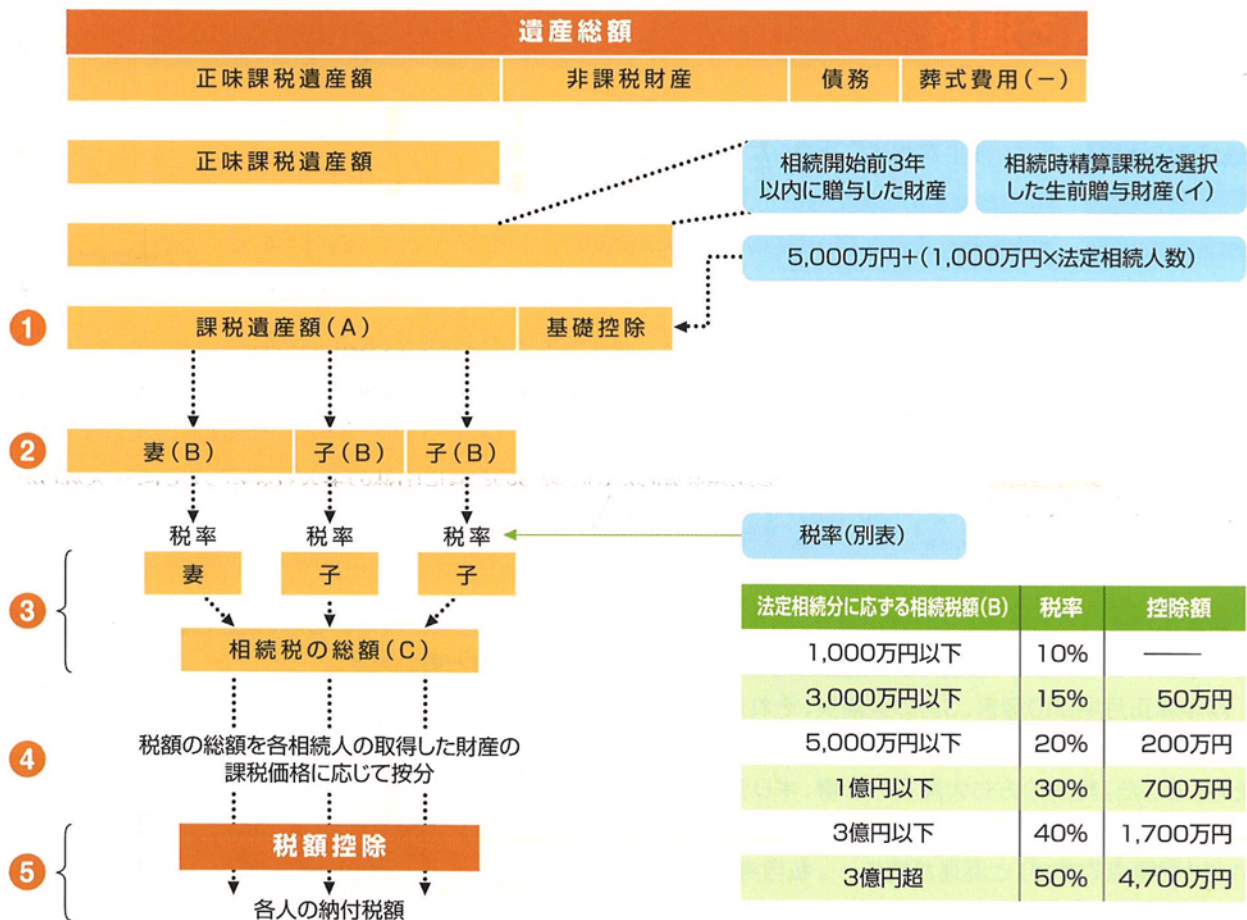 遺産総額
正味課税遺産額 非課税財産 債務 葬式費用(－)
正味課税遺産額
相続開始前3年
以内に贈与した財産
相続時精算課税を選択
した生前贈与財産(イ)
5,000万円＋(1,000万円×法定相続人数)
1 課税遺産額(A) 基礎控除
2 妻(B) 子(B) 子(B)
税率 税率 税率 税率(別表)
3 妻 子 子
相続税の総額(C)
4 税額の総額を各相続人の取得した財産の
課税価格に応じて按分
5 税額控除
各人の納付税額
法定相続分に応ずる相続税額(B) 税率 控除額
1,000万円以下 10% ——
3,000万円以下 15% 50万円
5,000万円以下 20% 200万円
1億円以下 30% 700万円
3億円以下 40% 1,700万円
3億円超 50% 4,700万円